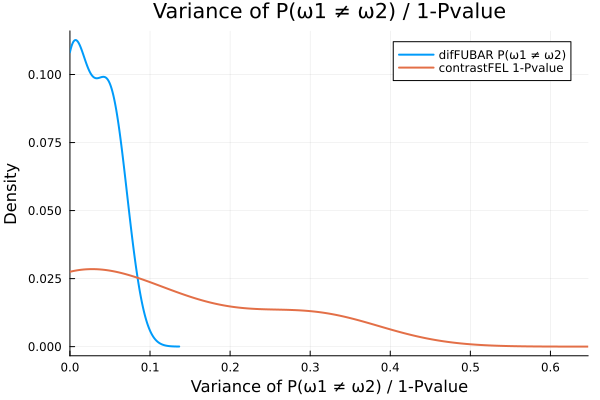 Variance of P(ω1 ≠ ω2) / 1-Pvalue
difFUBAR P(ω1 ≠ ω2)
contrastFEL 1-Pvalue
Density
0.100
0.075
0.050
0.025
0.000
0.0 0.1 0.2 0.3 0.4 0.5 0.6
Variance of P(ω1 ≠ ω2) / 1-Pvalue